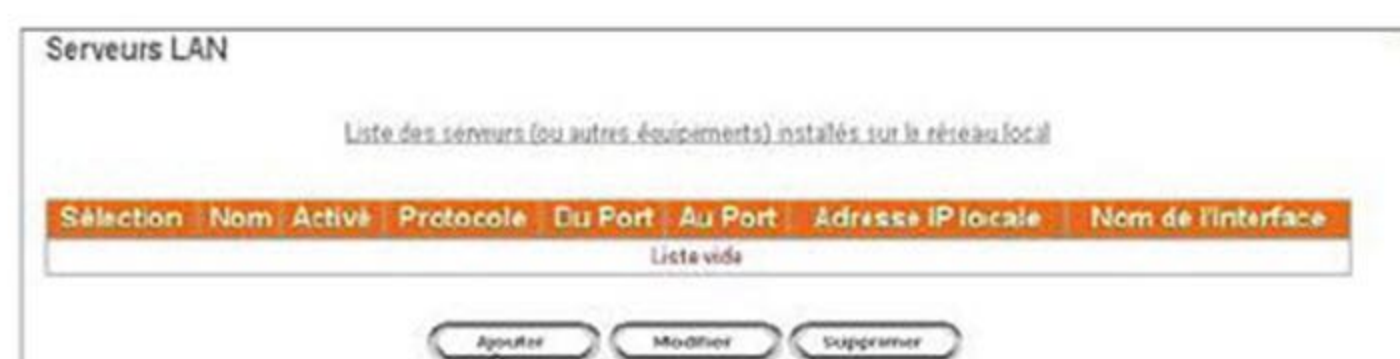 Serveurs LAN
Liste des serveurs (ou autres équipements) installés sur le réseau local
Sélection Nom Activé Protocole Du Port Au Port Adresse IP locale Nom de l'interface
Liste vide
Ajouter Modifier Supprimer